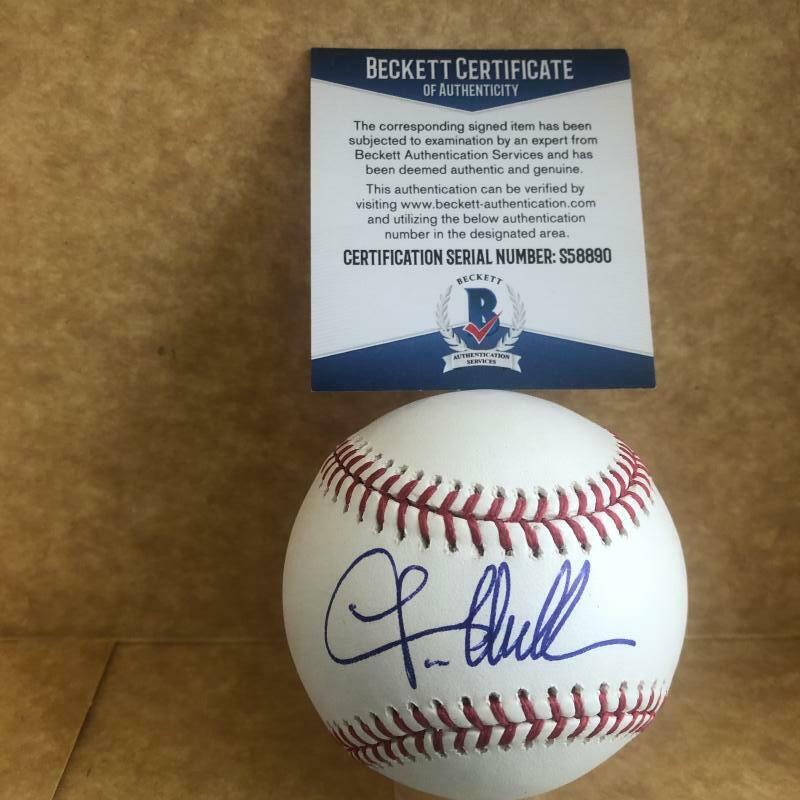 BECKETT CERTIFICATE
OF AUTHENTICITY
The corresponding signed item has been
subjected to examination by an expert from
Beckett Authentication Services and has
been deemed authentic and genuine.
This authentication can be verified by
visiting www.beckett-authentication.com
and utilizing the below authentication
number in the designated area.
CERTIFICATION SERIAL NUMBER: S58890
BECKETT
B
AUTHENTICATION
SERVICES